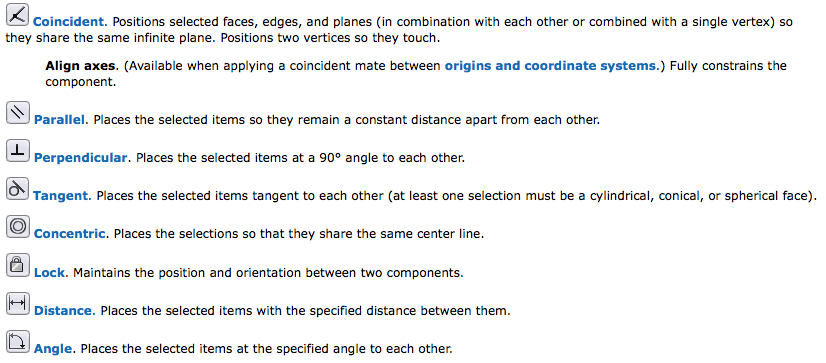 Coincident. Positions selected faces, edges, and planes (in combination with each other or combined with a single vertex) so
they share the same infinite plane. Positions two vertices so they touch.
Align axes. (Available when applying a coincident mate between origins and coordinate systems.) Fully constrains the
component.
Parallel. Places the selected items so they remain a constant distance apart from each other.
Perpendicular. Places the selected items at a 90° angle to each other.
Tangent. Places the selected items tangent to each other (at least one selection must be a cylindrical, conical, or spherical face).
Concentric. Places the selections so that they share the same center line.
Lock. Maintains the position and orientation between two components.
Distance. Places the selected items with the specified distance between them.
Angle. Places the selected items at the specified angle to each other.